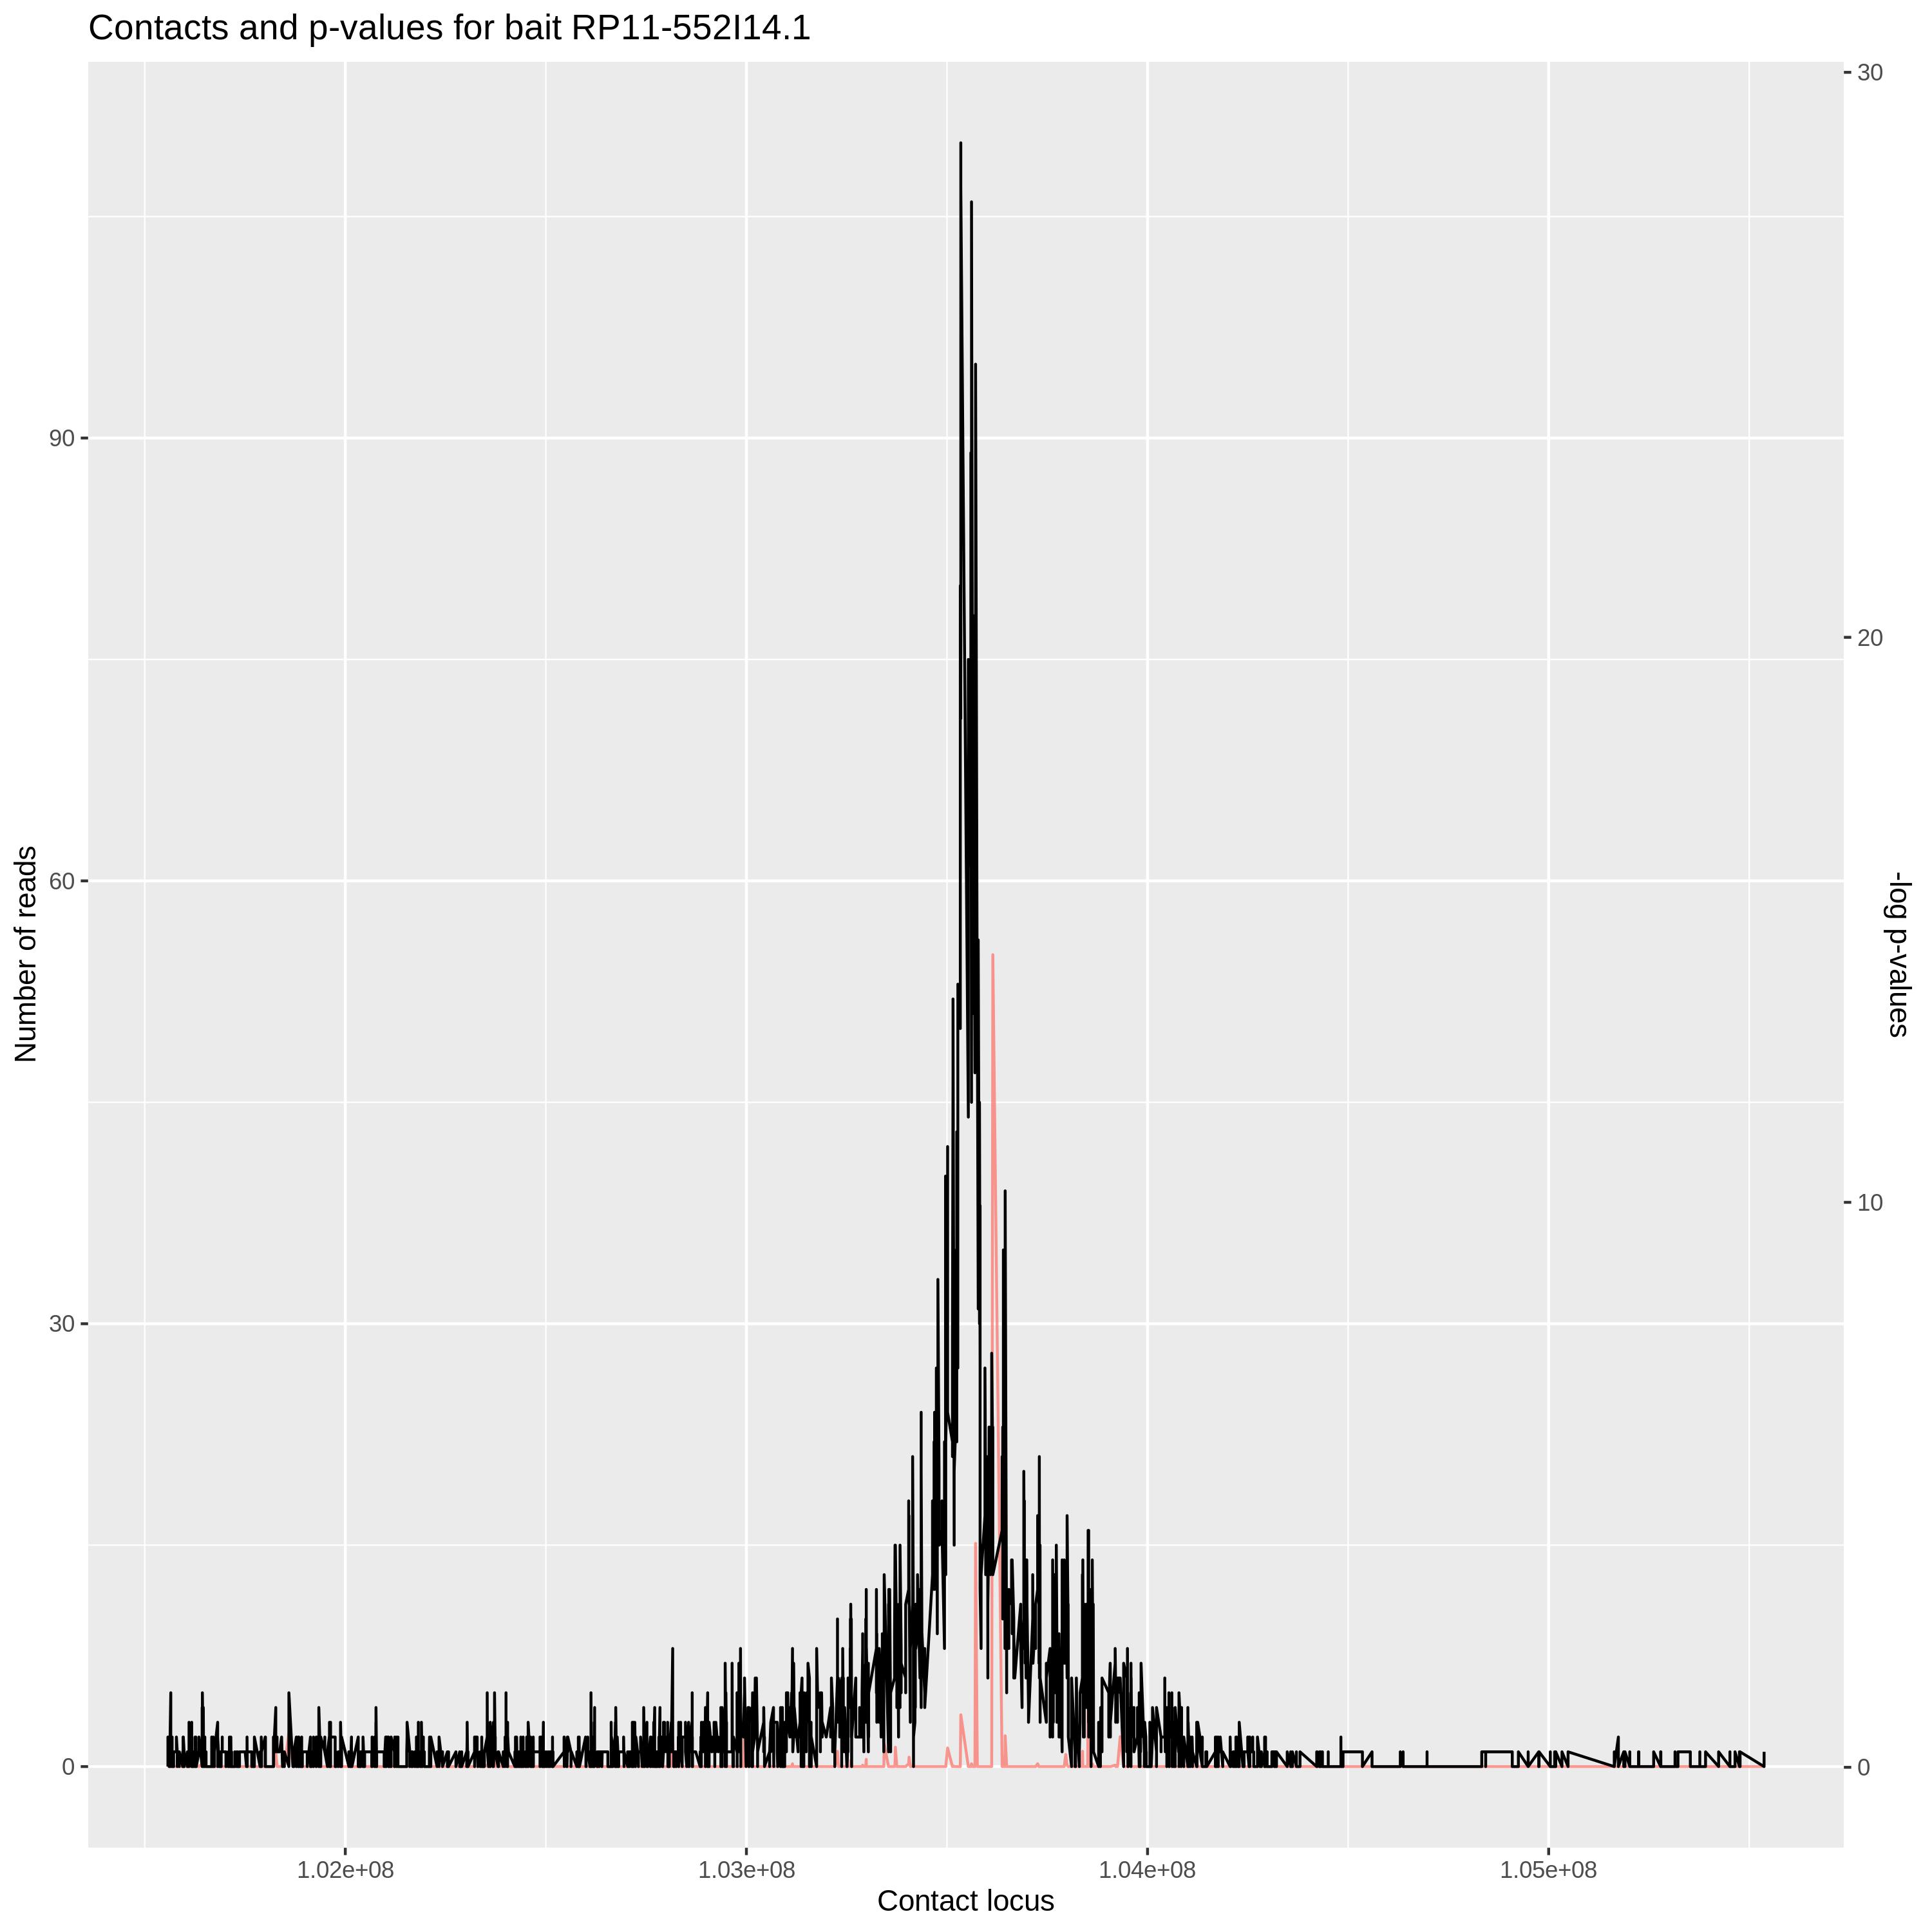 Contacts and p-values for bait RP11-552I14.1
30
90
20
60
Number of reads
-log p-values
10
30
0
0
1.02e+08
1.03e+08
1.04e+08
1.05e+08
Contact locus